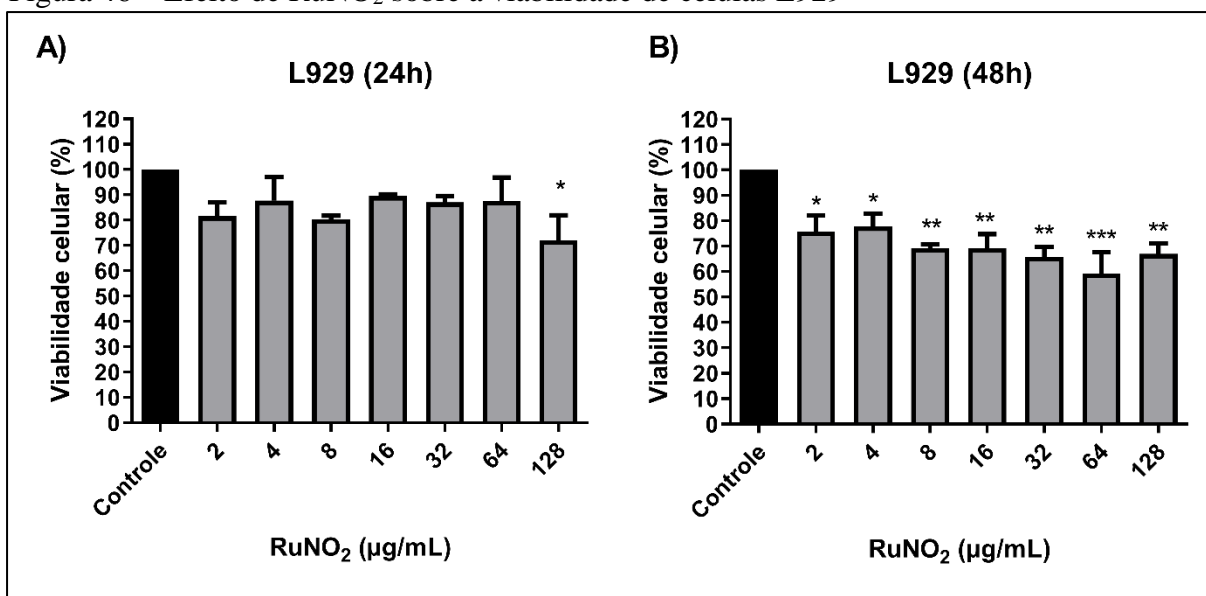 Figura – Efeito de RuNO₂ sobre a viabilidade de células L929
A)
L929 (24h)
Viabilidade celular (%)
120
110
100
90
80
70
60
50
40
30
20
10
0
*
Controle 2 4 8 16 32 64 128
RuNO₂ (µg/mL)
B)
L929 (48h)
Viabilidade celular (%)
120
110
100
90
80
70
60
50
40
30
20
10
0
* * ** ** ** *** **
Controle 2 4 8 16 32 64 128
RuNO₂ (µg/mL)